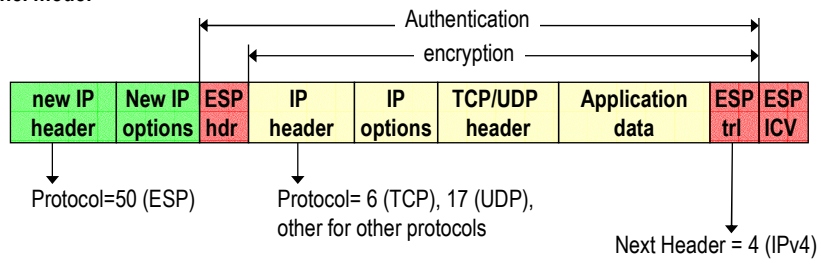 Authentication
encryption
new IP header
New IP options
ESP hdr
IP header
IP options
TCP/UDP header
Application data
ESP trl
ESP ICV
Protocol=50 (ESP)
Protocol= 6 (TCP), 17 (UDP),
other for other protocols
Next Header = 4 (IPv4)